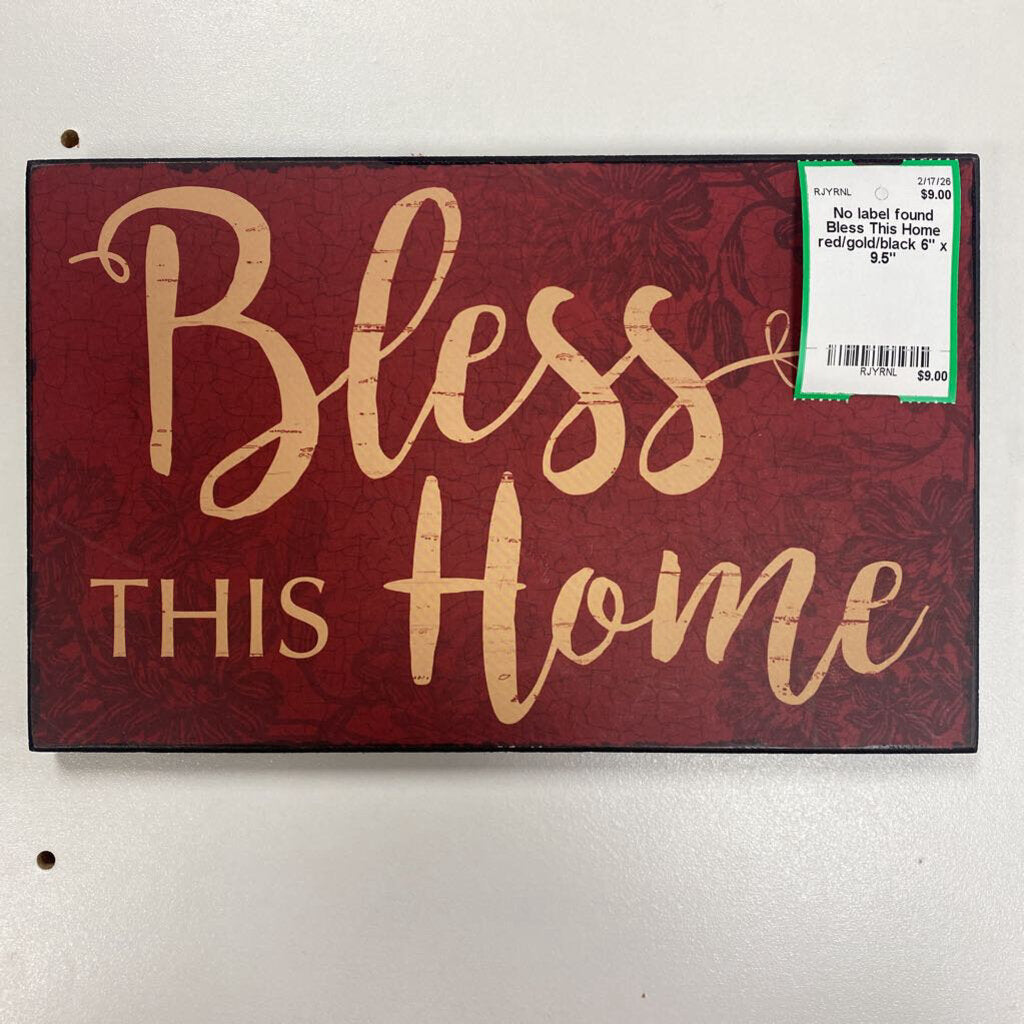 Bless
THIS Home
2/17/26
RJYRNL $9.00
No label found
Bless This Home
red/gold/black 6" x
9.5"
RJYRNL $9.00